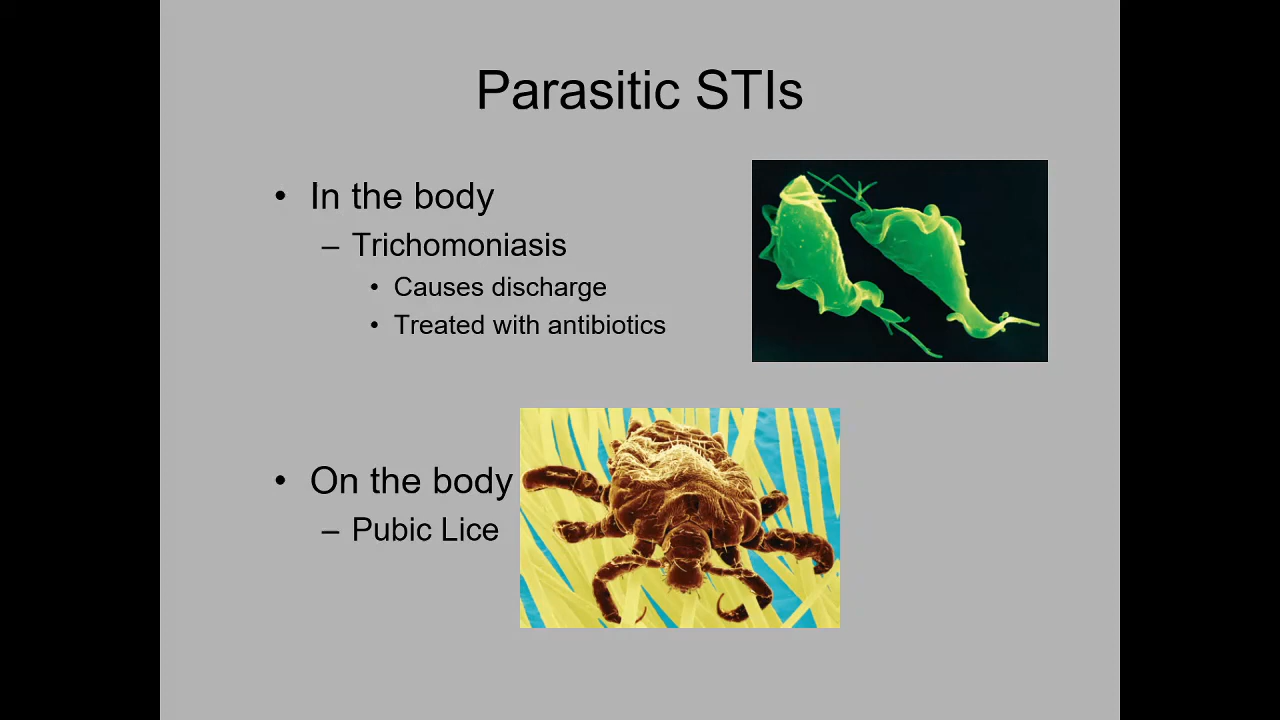 Parasitic STIs
• In the body
– Trichomoniasis
• Causes discharge
• Treated with antibiotics
• On the body
– Pubic Lice